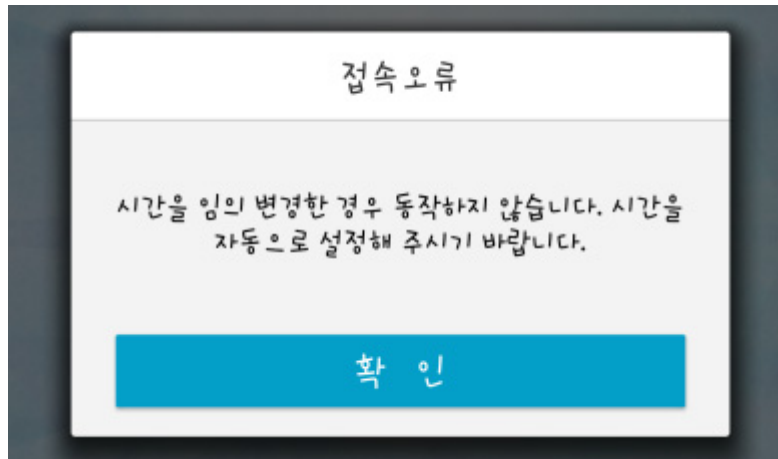 접속오류
시간을 임의 변경한 경우 동작하지 않습니다. 시간을
자동으로 설정해 주시기 바랍니다.
확 인